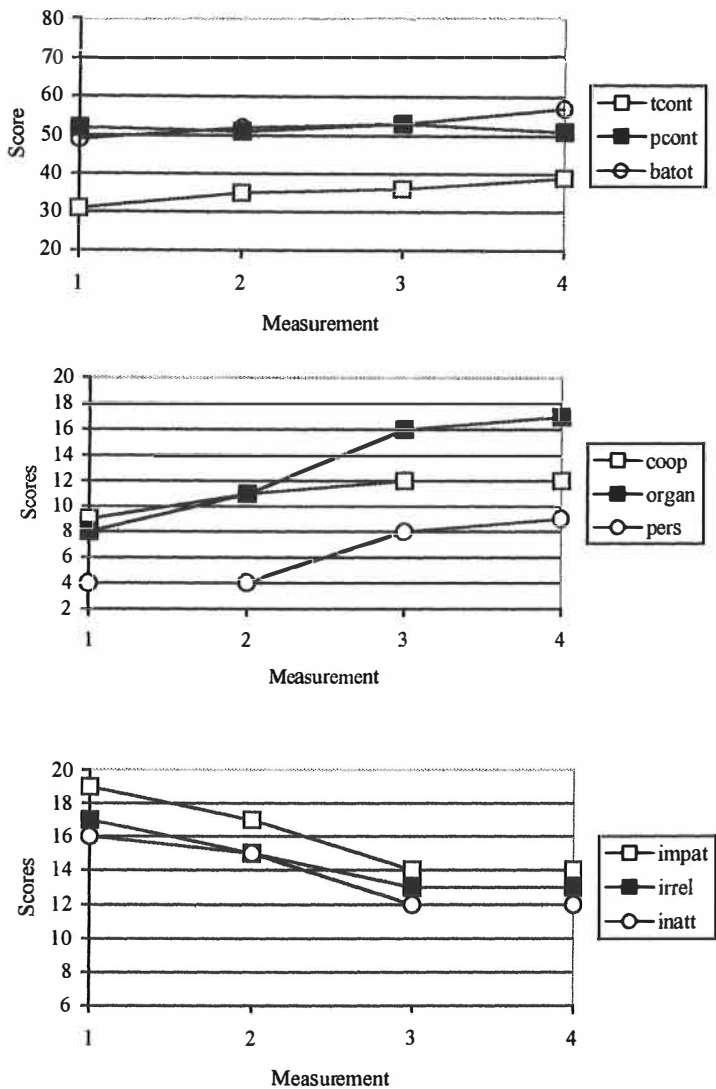 80
70
60
50
40
30
20
Score
1 2 3 4
Measurement
tcont
pcont
batot
20
18
16
14
12
10
8
6
4
2
Scores
1 2 3 4
Measurement
coop
organ
pers
20
18
16
14
12
10
8
6
Scores
1 2 3 4
Measurement
impat
irrel
inatt